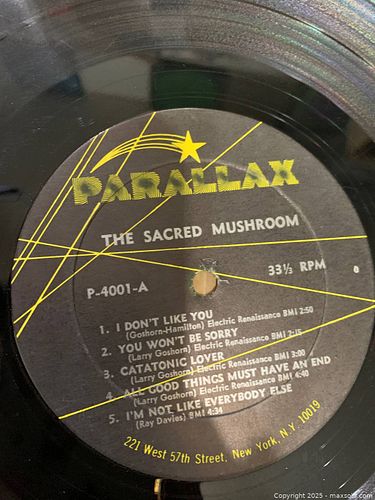 PARALLAX
THE SACRED MUSHROOM
P-4001-A
33⅓ RPM
1. I DON'T LIKE YOU
(Goshorn-Hamilton) Electric Renaissance BMI 2:50
2. YOU WON'T BE SORRY
(Larry Goshorn) Electric Renaissance BMI 2:15
3. CATATONIC LOVER
(Larry Goshorn) Electric Renaissance BMI 3:00
4. ALL GOOD THINGS MUST HAVE AN END
(Larry Goshorn) Electric Renaissance BMI 4:40
5. I'M NOT LIKE EVERYBODY ELSE
(Ray Davies) BMI 4:34
221 West 57th Street, New York, N.Y. 10019
Copyright 2025 - maxsold.com